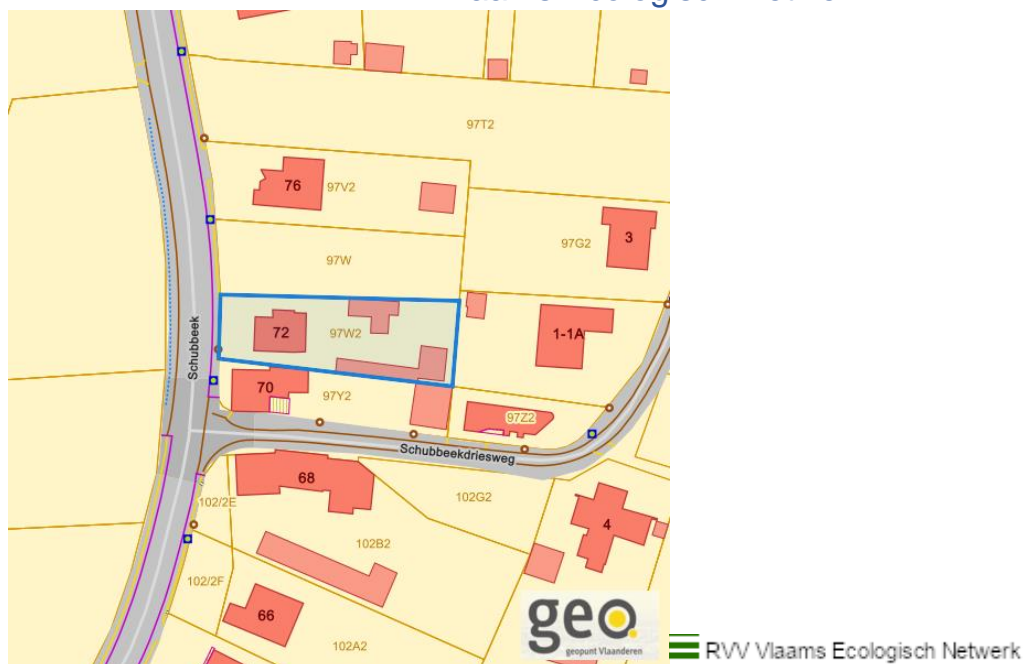 97T2
76 97V2
97G2 3
97W
72 97W2
1-1A
Schubbeek
70 97Y2
97Z2
Schubbeekdriesweg
68
102/2E
102G2
4
102B2
102/2F
66
102A2
geo
geopunt Vlaanderen
RVV Vlaams Ecologisch Netwerk